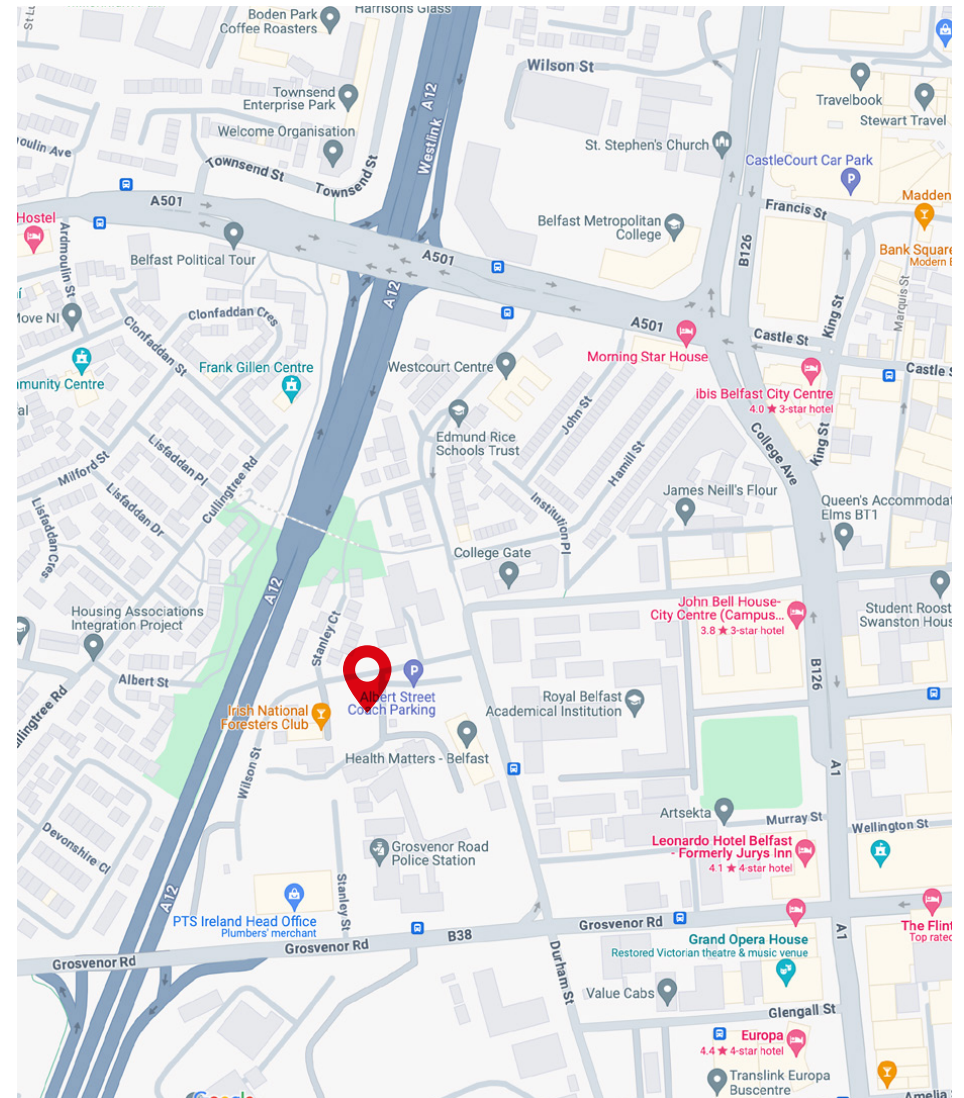 Harrisons Glass
Boden Park
Coffee Roasters
Wilson St
A12
Westlink
Townsend
Enterprise Park
Travelbook
Stewart Travel
Welcome Organisation
St. Stephen's Church
CastleCourt Car Park
P
Townsend St
Townsend St
A501
Madden
Francis St
Hostel
Ardmoulin St
Belfast Metropolitan
College
B126
Bank Square
Belfast Political Tour
A501
A12
King St
Marquis St
Move NI
Clonfaddan Cres
Clonfaddan St
A501
Castle St
Morning Star House
Castle S
Frank Gillen Centre
Westcourt Centre
ibis Belfast City Centre
4.0 ★ 3-star hotel
Edmund Rice
Schools Trust
John St
College Ave
King St
Lisfaddan Pl
Milford St
Cullingtree Rd
Hamill St
Lisfaddan Dr
Lisfaddan Cres
Institution Pl
James Neill's Flour
Queen's Accommodat
Elms BT1
College Gate
A12
Housing Associations
Integration Project
John Bell House-
City Centre (Campus...
3.8 ★ 3-star hotel
Student Roost
Swanston Hous
Stanley Ct
Albert St
P
Albert Street
Coach Parking
Royal Belfast
Academical Institution
B126
Irish National
Foresters Club
Health Matters - Belfast
Wilson St
A1
Artsekta
Murray St
Wellington St
Devonshire Cl
Grosvenor Road
Police Station
Leonardo Hotel Belfast
- Formerly Jurys Inn
4.1 ★ 4-star hotel
A12
Stanley St
PTS Ireland Head Office
Plumbers' merchant
Grosvenor Rd
B38
Grosvenor Rd
A1
The Flint
Top rated
Grosvenor Rd
Grand Opera House
Restored Victorian theatre & music venue
Durham St
Value Cabs
Glengall St
Europa
4.4 ★ 4-star hotel
Translink Europa
Buscentre
Amelia